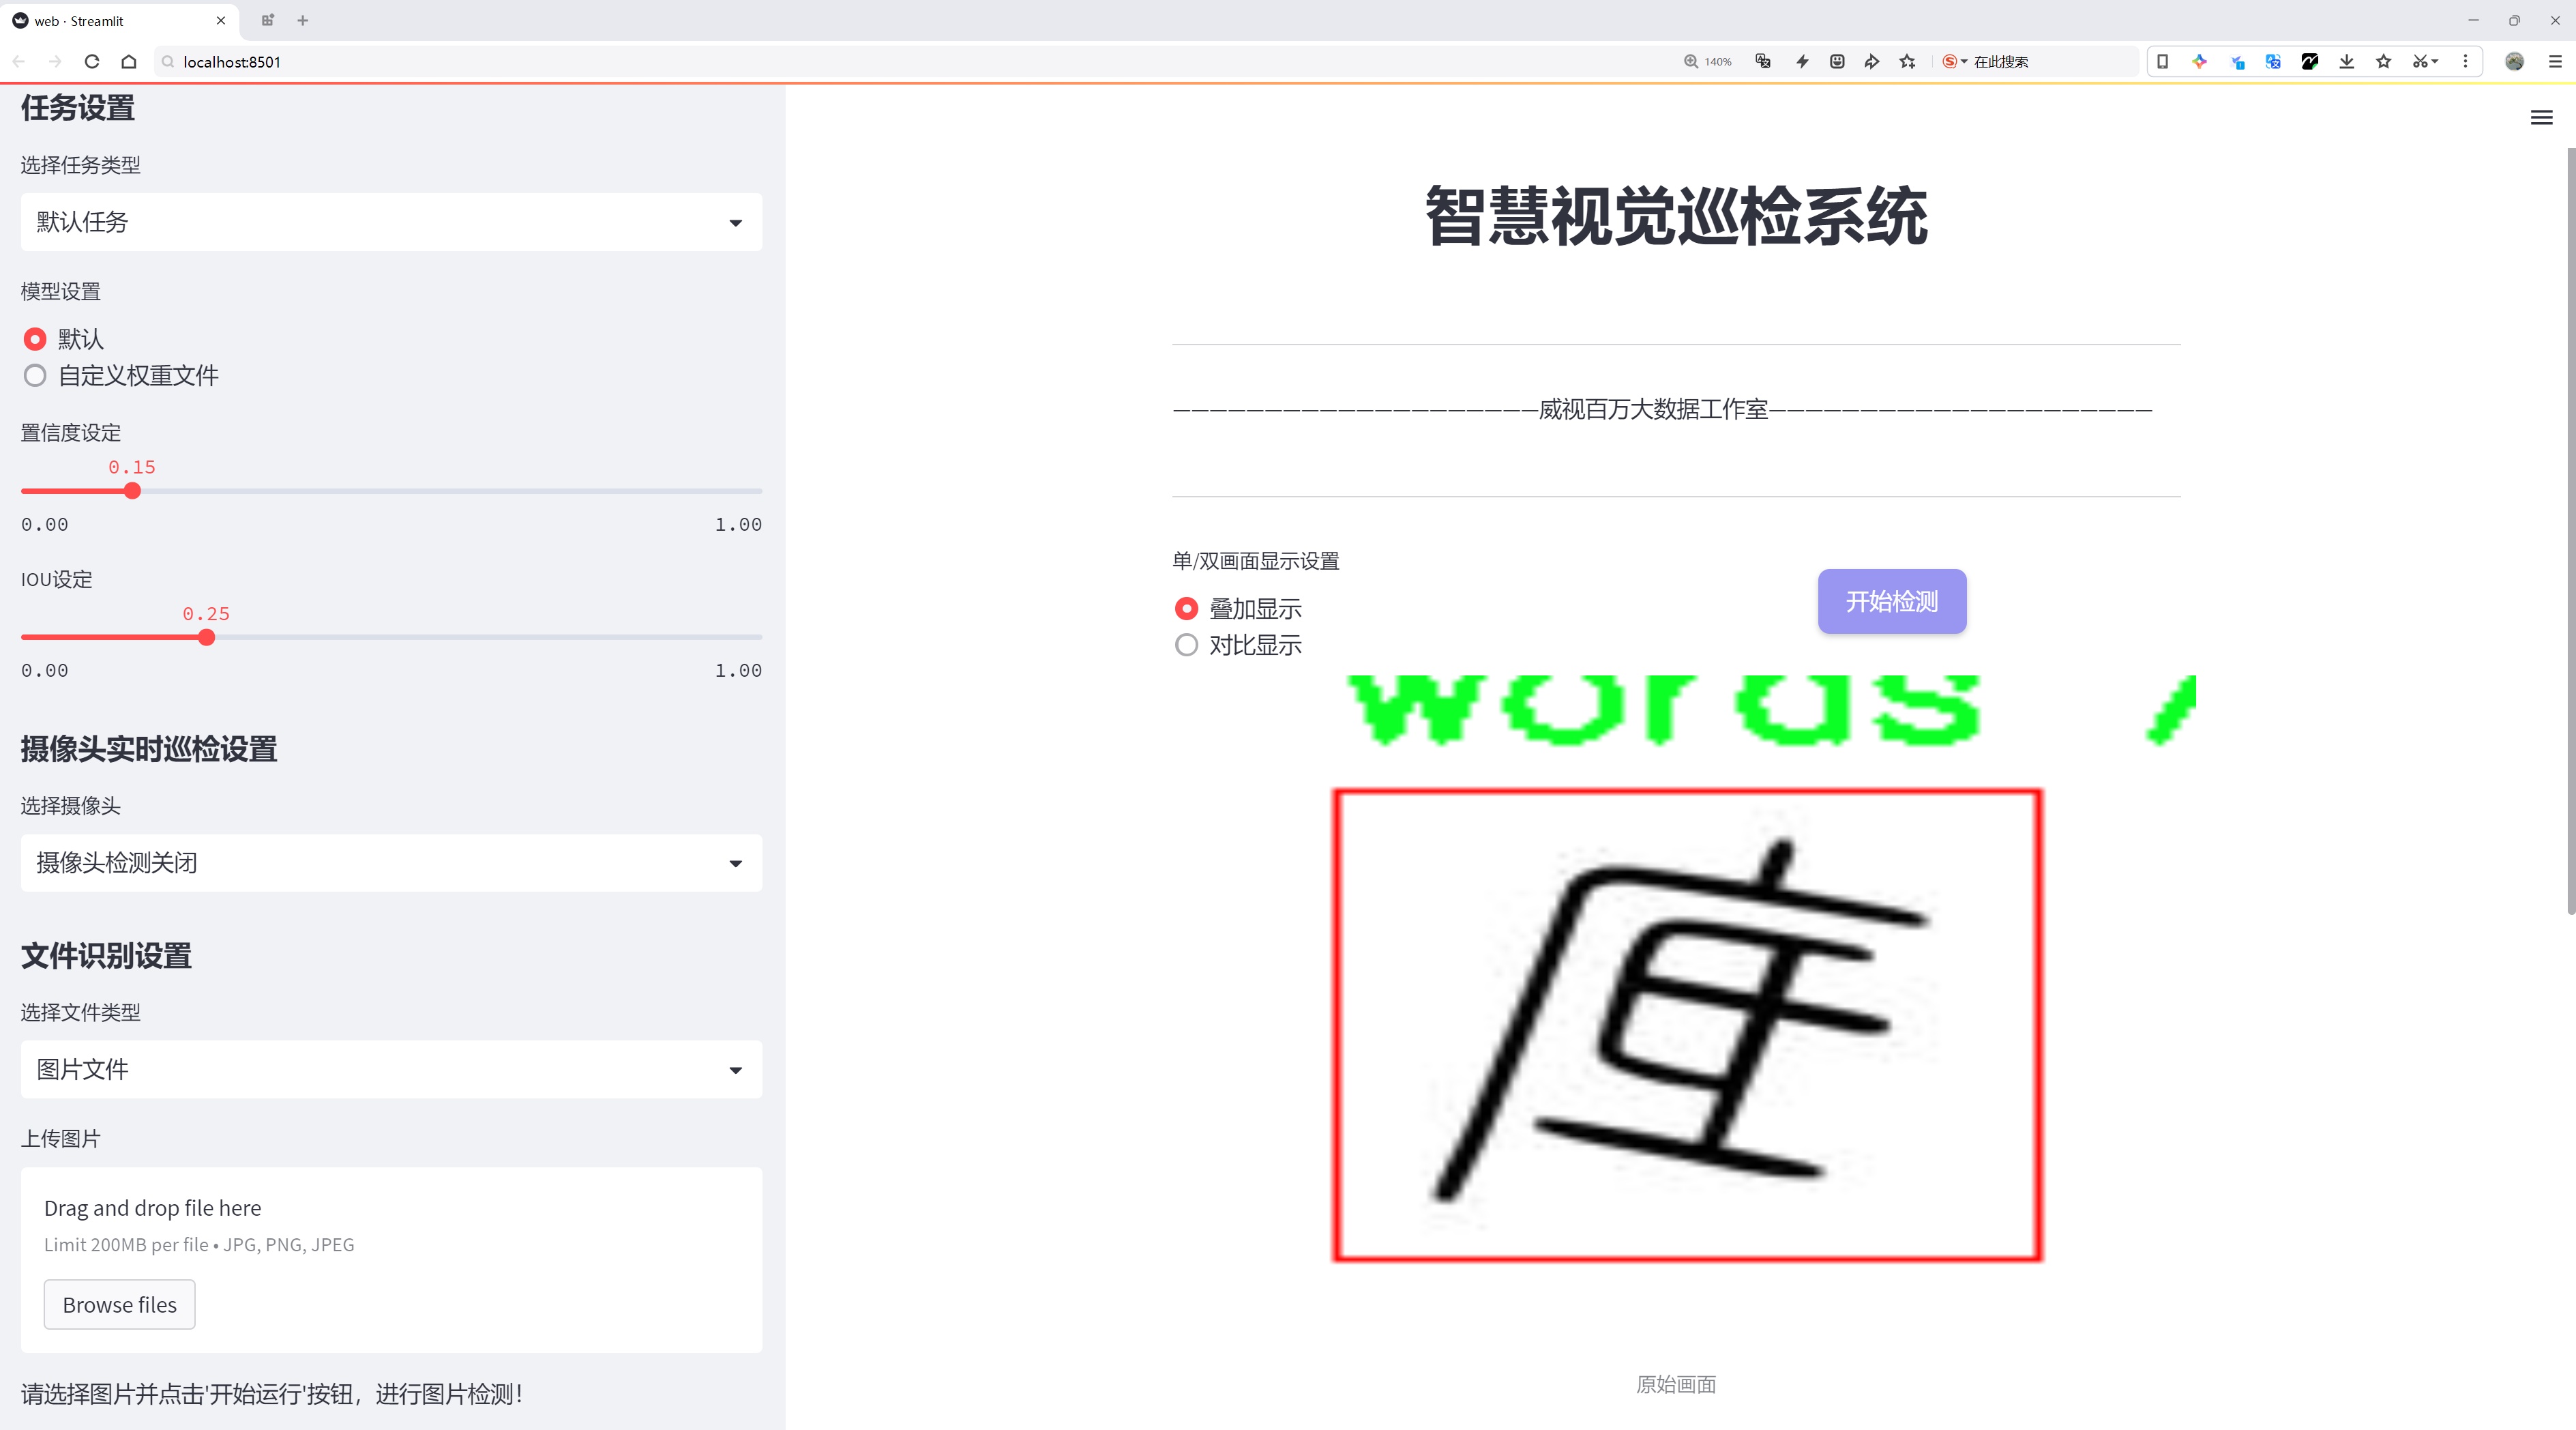 web · Streamlit
localhost:8501
140%
在此搜索
任务设置
选择任务类型
默认任务
模型设置
默认
自定义权重文件
置信度设定
0.15
0.00 1.00
IOU设定
0.25
0.00 1.00
摄像头实时巡检设置
选择摄像头
摄像头检测关闭
文件识别设置
选择文件类型
图片文件
上传图片
Drag and drop file here
Limit 200MB per file • JPG, PNG, JPEG
Browse files
请选择图片并点击'开始运行'按钮，进行图片检测！
智慧视觉巡检系统
————————————————————威视百万大数据工作室—————————————————————
单/双画面显示设置
叠加显示
对比显示
开始检测
words
原始画面